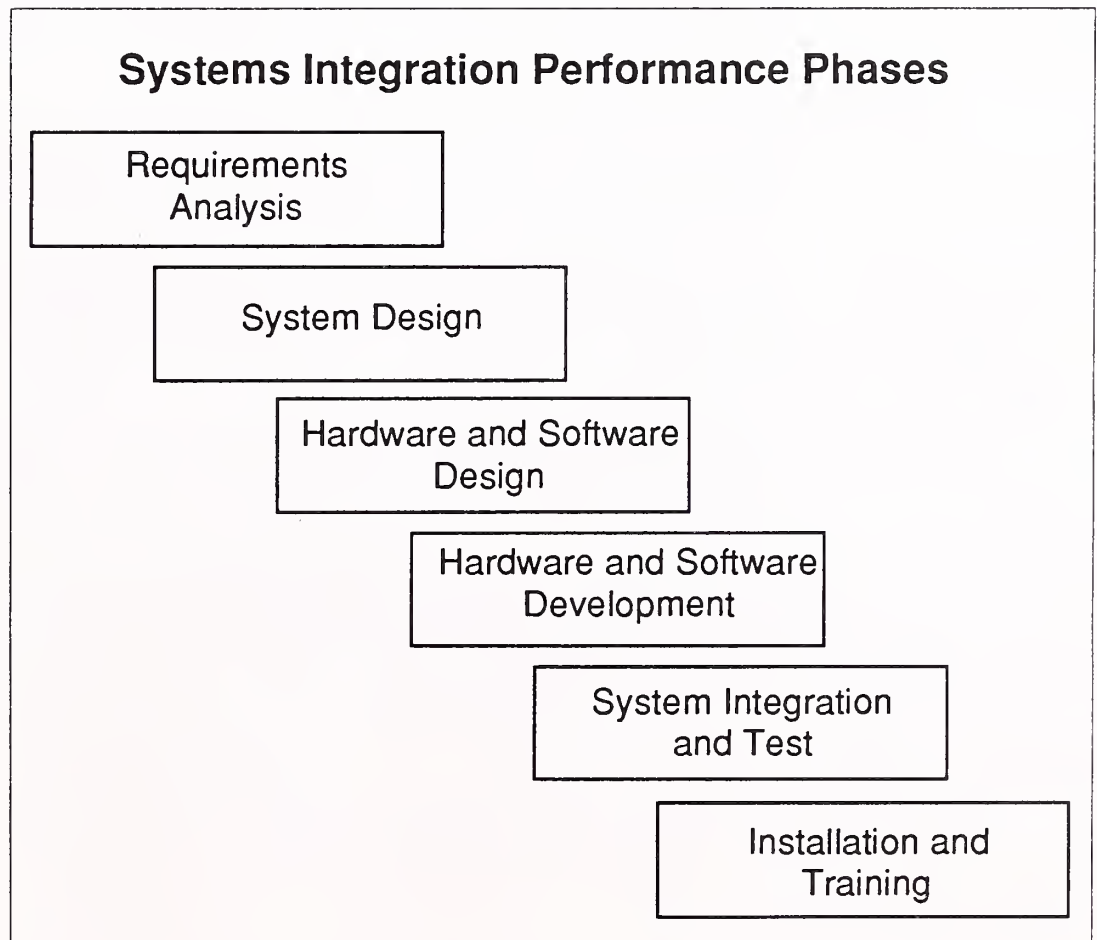 Systems Integration Performance Phases
Requirements
Analysis
System Design
Hardware and Software
Design
Hardware and Software
Development
System Integration
and Test
Installation and
Training